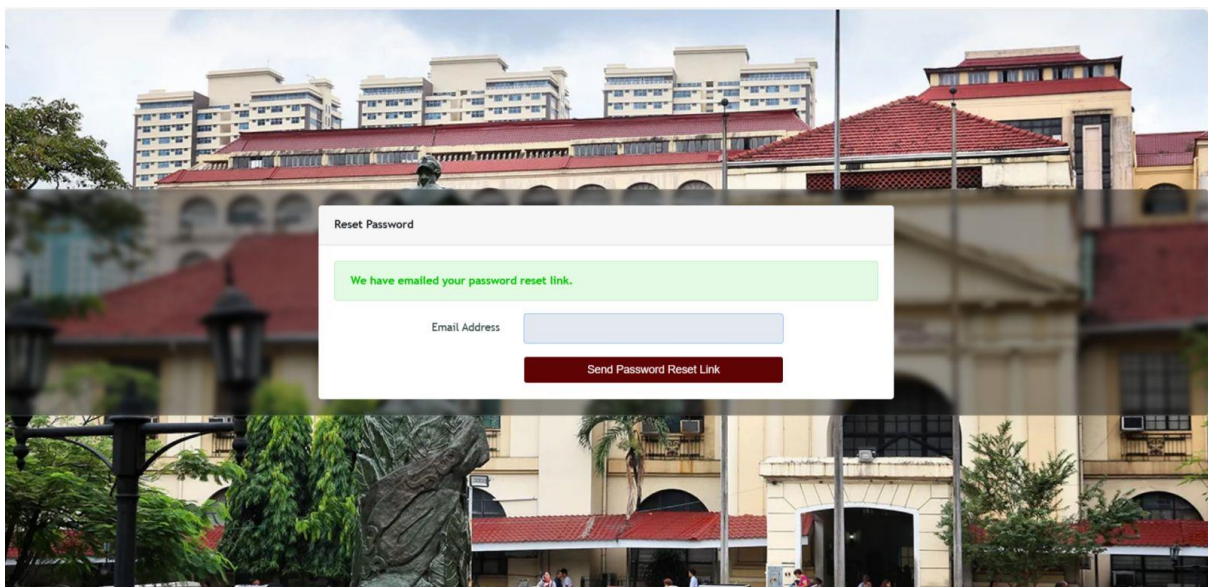 Reset Password
We have emailed your password reset link.
Email Address
Send Password Reset Link